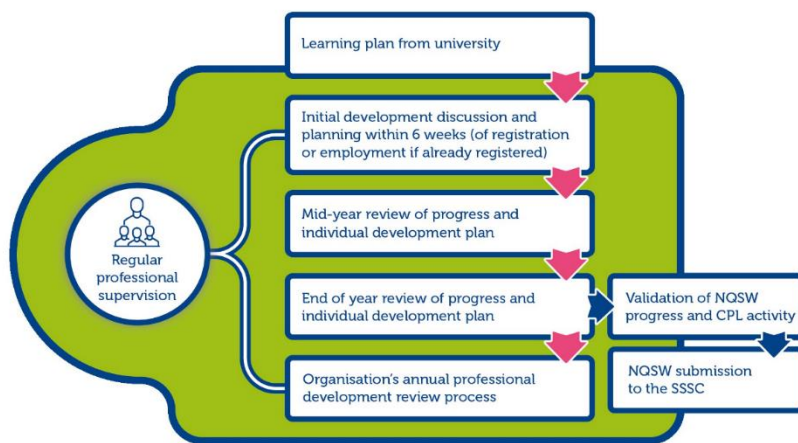 Learning plan from university
Initial development discussion and
planning within 6 weeks (of registration
or employment if already registered)
Mid-year review of progress and
individual development plan
Regular
professional
supervision
End of year review of progress and
individual development plan
Validation of NQSW
progress and CPL activity
Organisation's annual professional
development review process
NQSW submission
to the SSSC